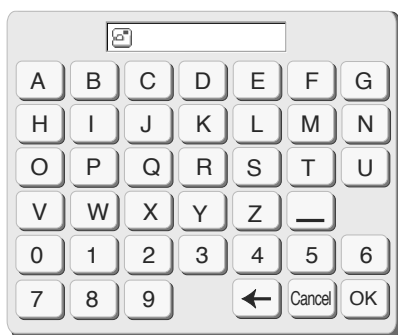 A B C D E F G
H I J K L M N
O P Q R S T U
V W X Y Z _
0 1 2 3 4 5 6
7 8 9 ← Cancel OK